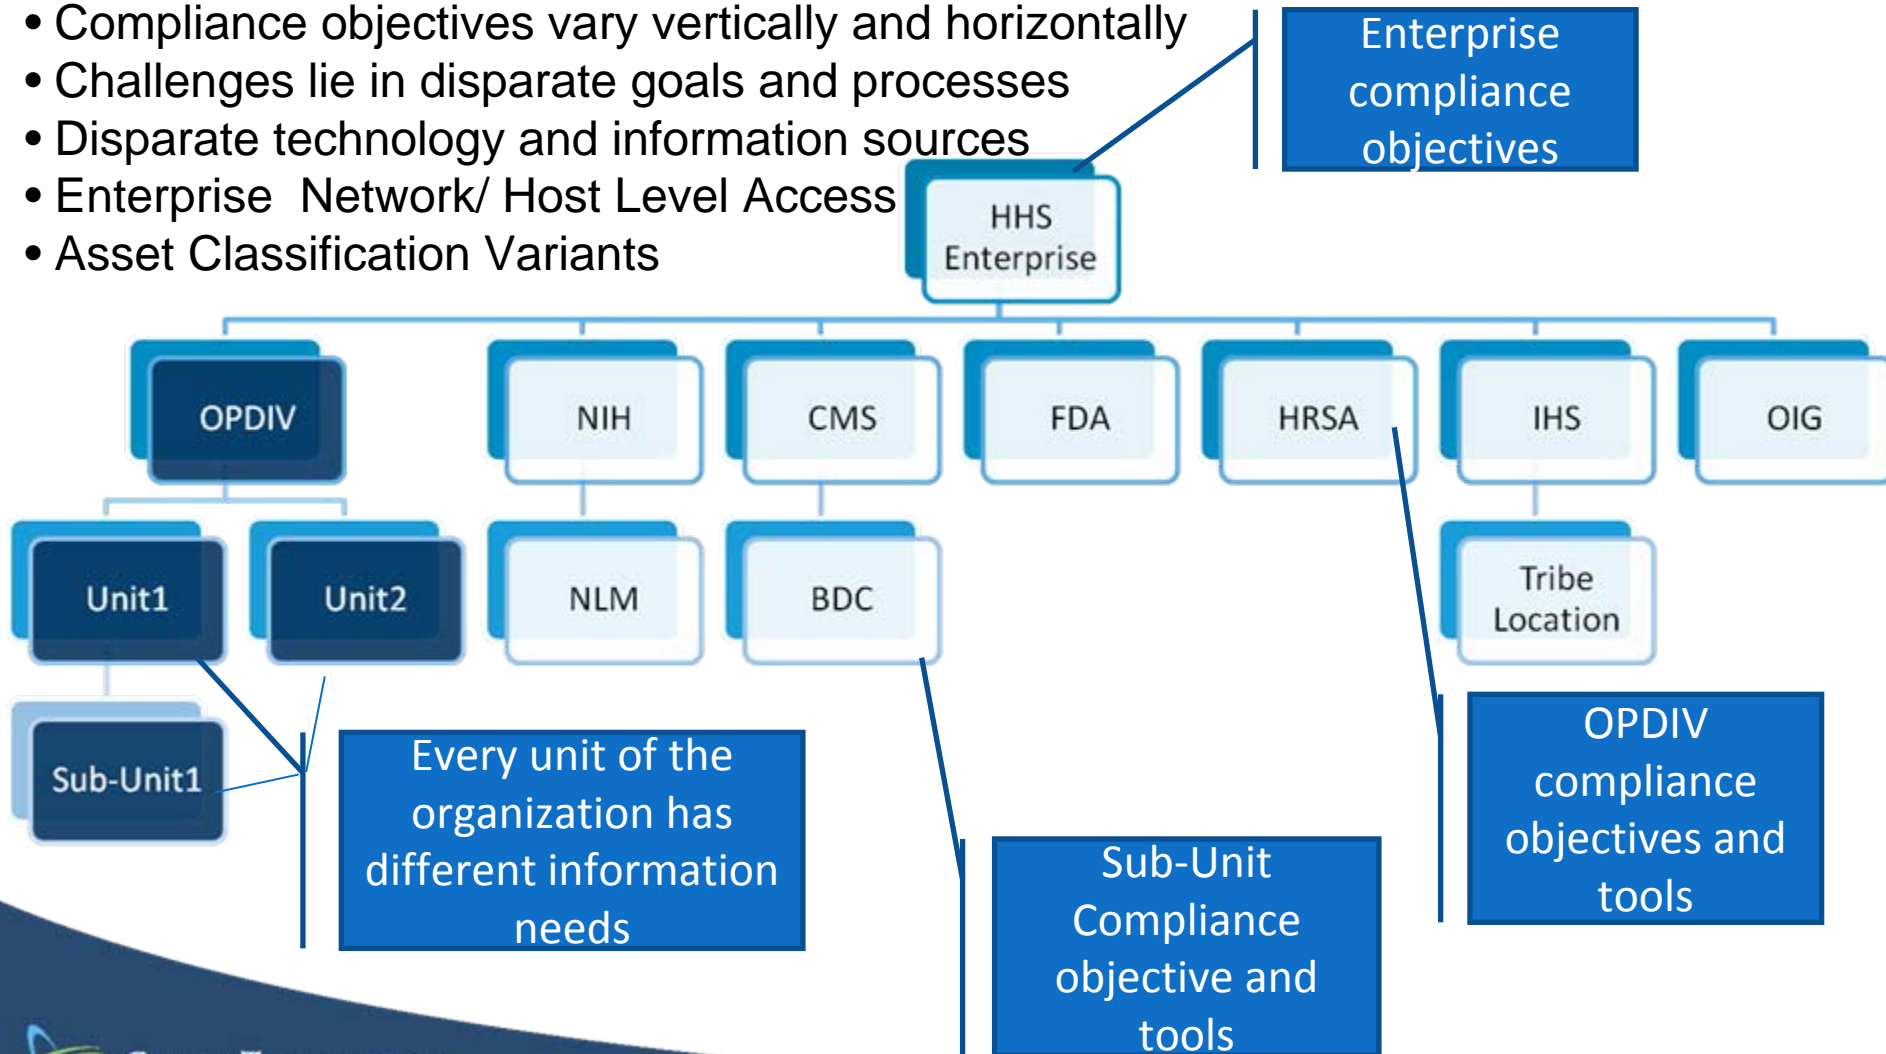 • Compliance objectives vary vertically and horizontally
• Challenges lie in disparate goals and processes
• Disparate technology and information sources
• Enterprise  Network/ Host Level Access
• Asset Classification Variants
Enterprise
compliance
objectives
HHS
Enterprise
OPDIV
NIH
CMS
FDA
HRSA
IHS
OIG
Unit1
Unit2
NLM
BDC
Tribe
Location
Sub-Unit1
Every unit of the
organization has
different information
needs
Sub-Unit
Compliance
objective and
tools
OPDIV
compliance
objectives and
tools